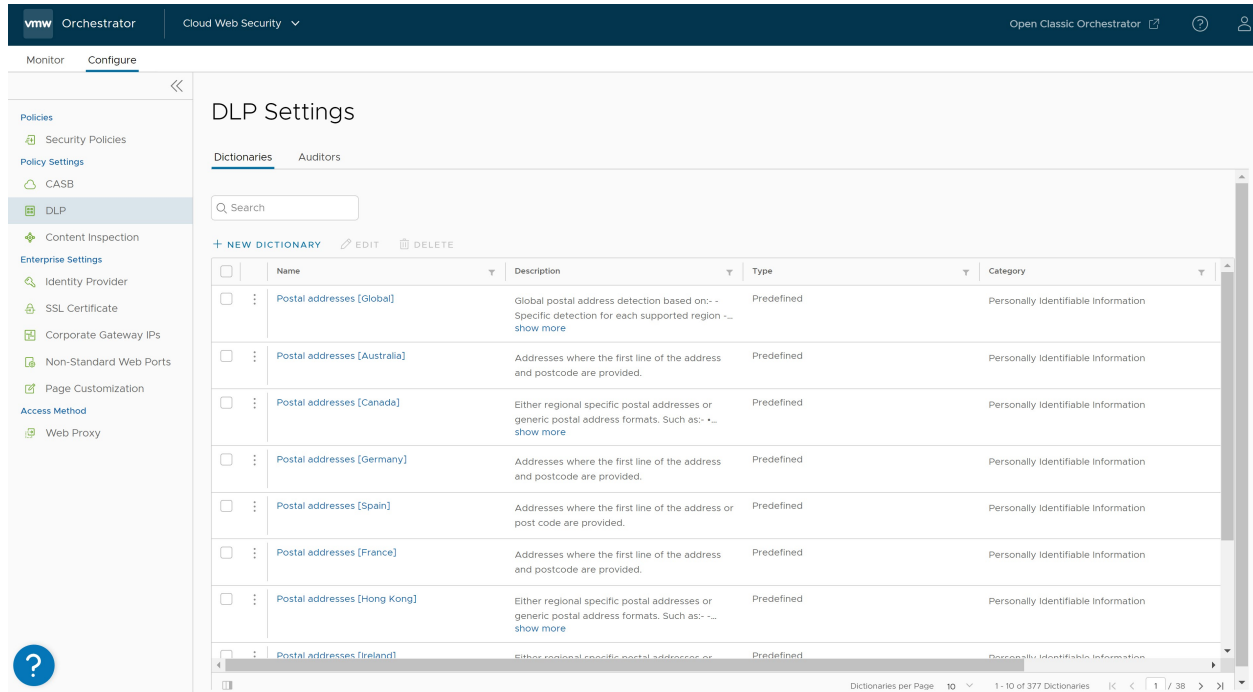 vmw Orchestrator Cloud Web Security Open Classic Orchestrator ?
Monitor Configure
Policies
Security Policies
Policy Settings
CASB
DLP
Content Inspection
Enterprise Settings
Identity Provider
SSL Certificate
Corporate Gateway IPs
Non-Standard Web Ports
Page Customization
Access Method
Web Proxy
?
DLP Settings
Dictionaries Auditors
Search
+ NEW DICTIONARY EDIT DELETE
Name Description Type Category
Postal addresses [Global] Global postal address detection based on:- - Predefined Personally Identifiable Information
Specific detection for each supported region -...
show more
Postal addresses [Australia] Addresses where the first line of the address Predefined Personally Identifiable Information
and postcode are provided.
Postal addresses [Canada] Either regional specific postal addresses or Predefined Personally Identifiable Information
generic postal address formats. Such as:- •...
show more
Postal addresses [Germany] Addresses where the first line of the address Predefined Personally Identifiable Information
and postcode are provided.
Postal addresses [Spain] Addresses where the first line of the address or Predefined Personally Identifiable Information
post code are provided.
Postal addresses [France] Addresses where the first line of the address Predefined Personally Identifiable Information
and postcode are provided.
Postal addresses [Hong Kong] Either regional specific postal addresses or Predefined Personally Identifiable Information
generic postal address formats. Such as:- -...
show more
Postal addresses [Ireland] Either regional specific postal addresses or Predefined Personally Identifiable Information
Dictionaries per Page 10 1 - 10 of 377 Dictionaries 1 / 38